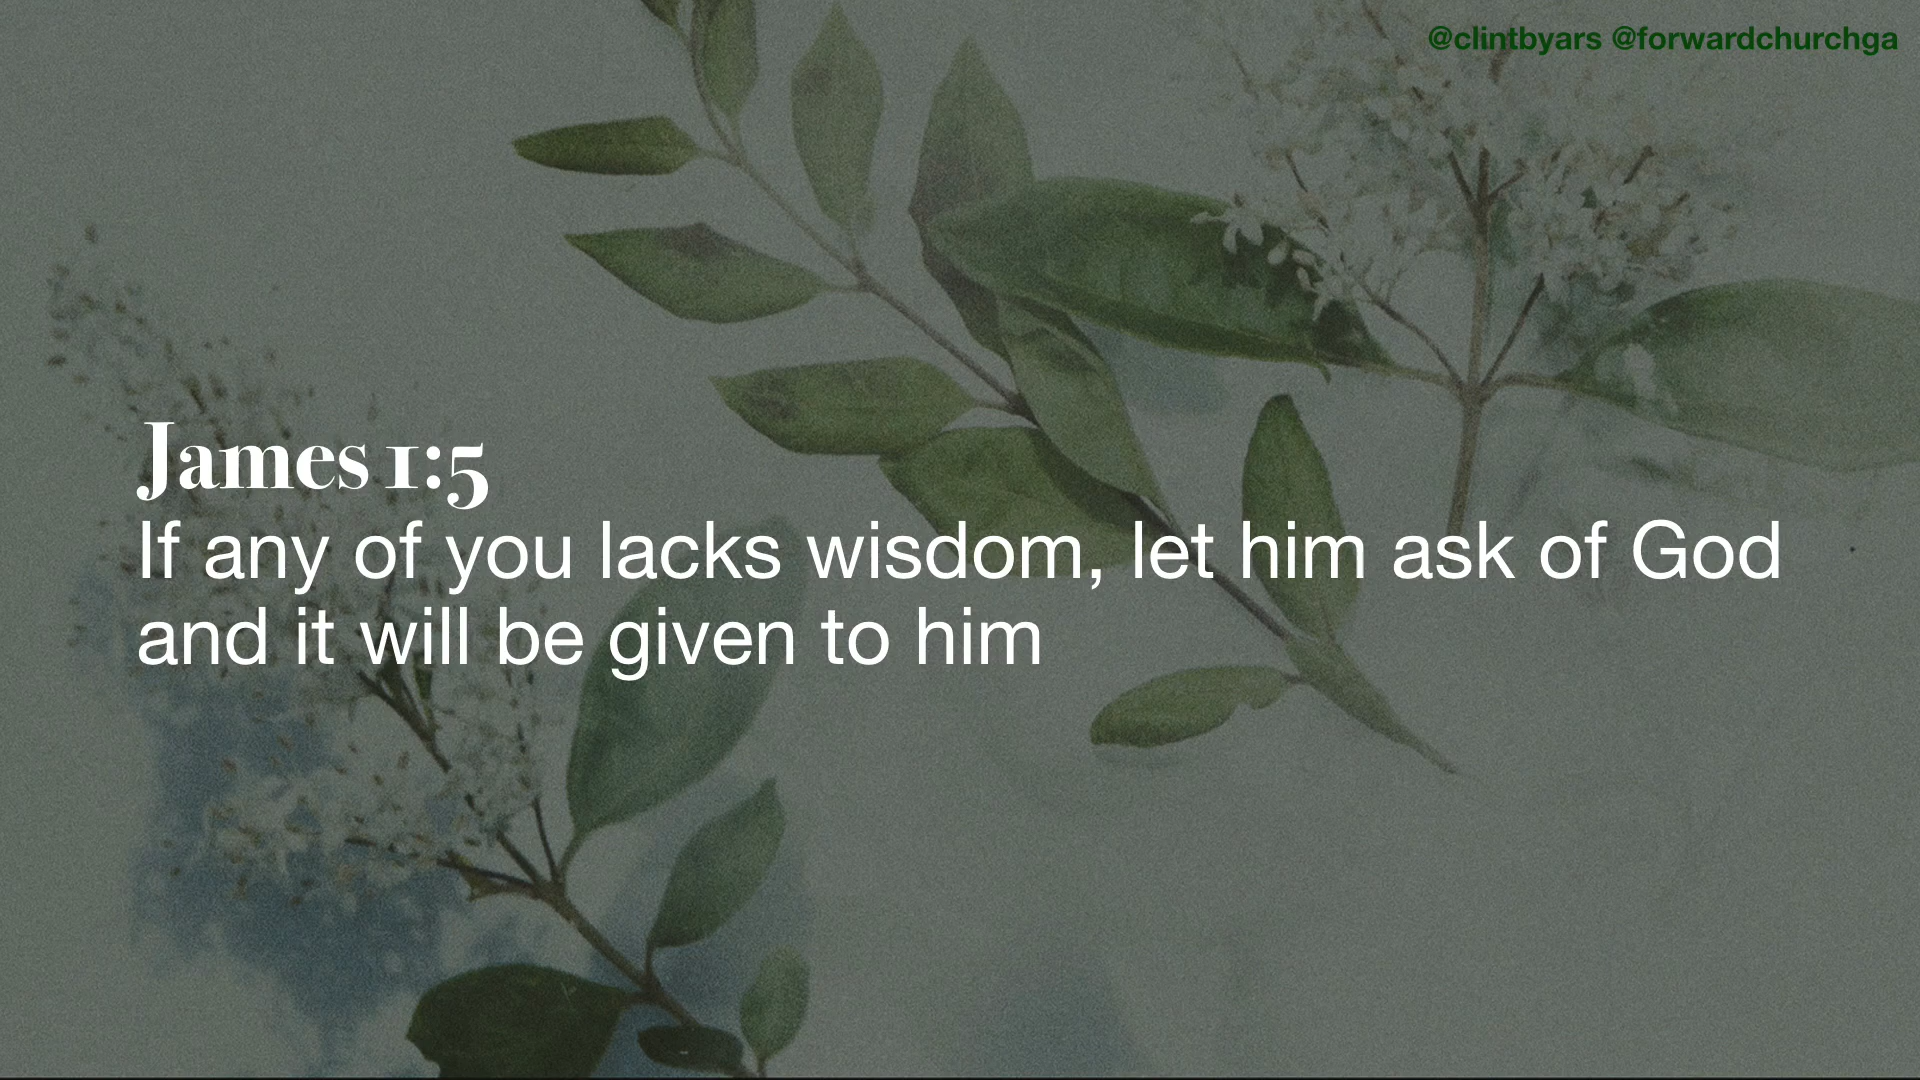 @clintbyars @forwardchurchga
James 1:5
If any of you lacks wisdom, let him ask of God
and it will be given to him